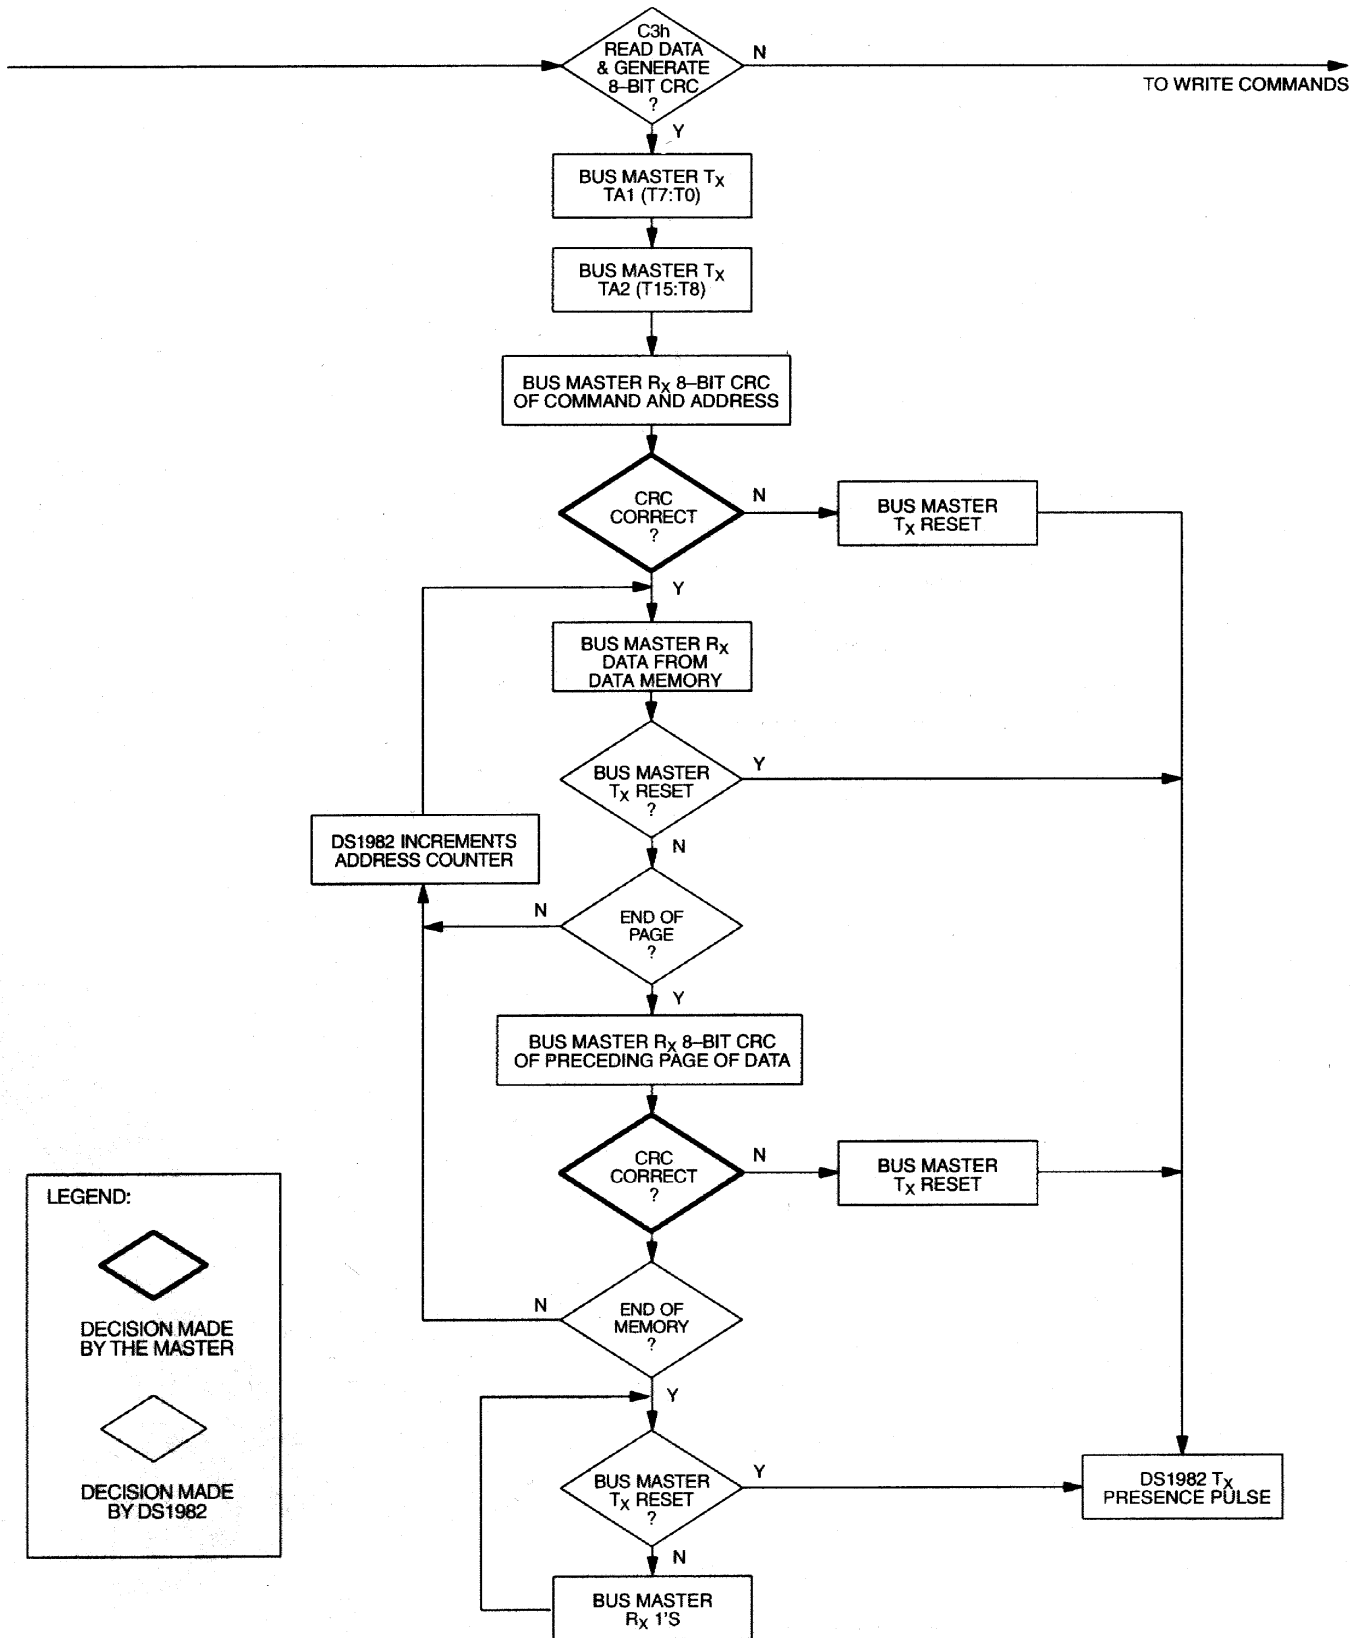 C3h
READ DATA
& GENERATE
8–BIT CRC
?
N
TO WRITE COMMANDS
Y
BUS MASTER TX
TA1 (T7:T0)
BUS MASTER TX
TA2 (T15:T8)
BUS MASTER RX 8–BIT CRC
OF COMMAND AND ADDRESS
CRC
CORRECT
?
N
BUS MASTER
TX RESET
Y
BUS MASTER RX
DATA FROM
DATA MEMORY
BUS MASTER
TX RESET
?
Y
N
DS1982 INCREMENTS
ADDRESS COUNTER
END OF
PAGE
?
N
Y
BUS MASTER RX 8–BIT CRC
OF PRECEDING PAGE OF DATA
CRC
CORRECT
?
N
BUS MASTER
TX RESET
END OF
MEMORY
?
N
Y
BUS MASTER
TX RESET
?
Y
DS1982 TX
PRESENCE PULSE
N
BUS MASTER
RX 1'S
LEGEND:
DECISION MADE
BY THE MASTER
DECISION MADE
BY DS1982